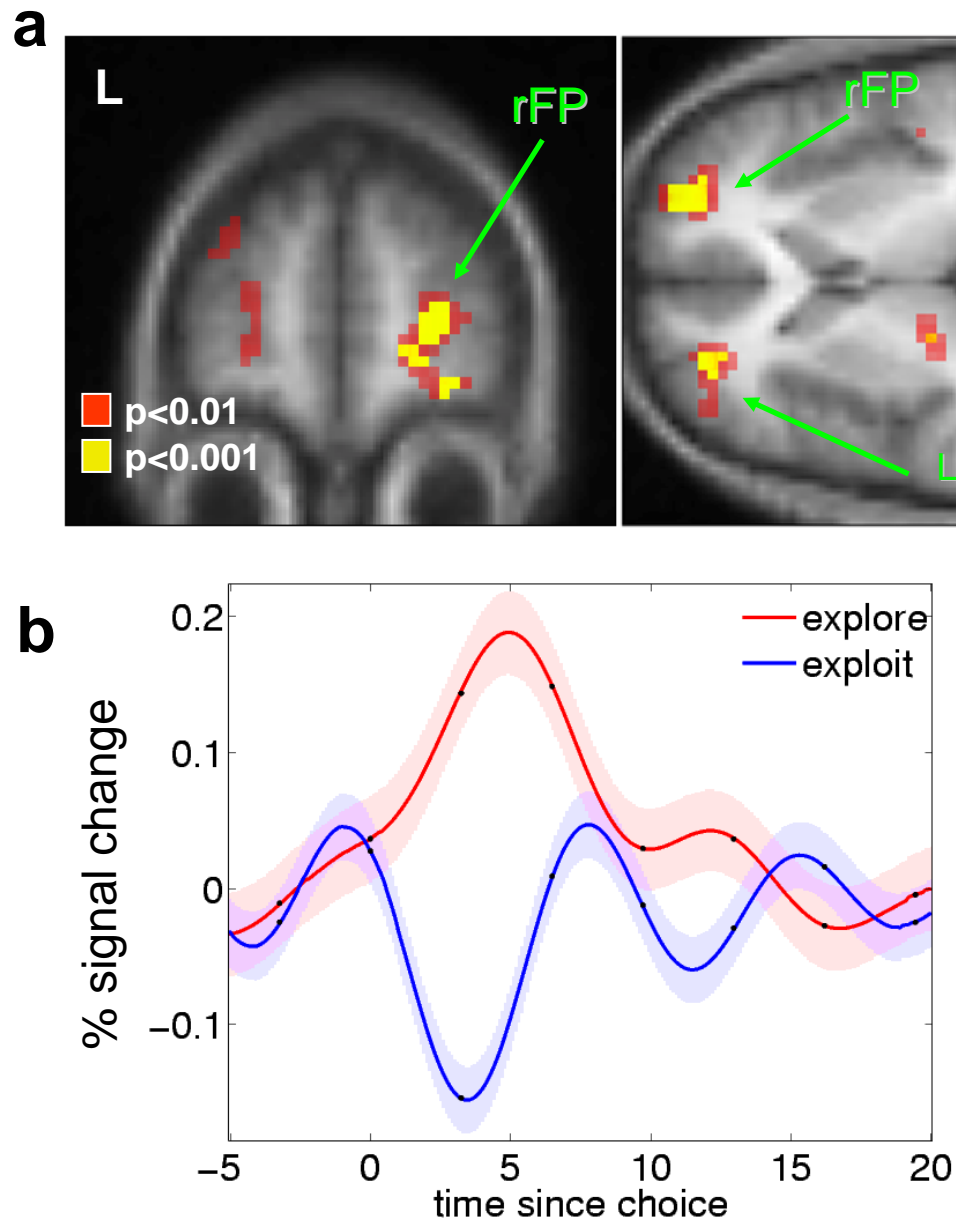 a
L
rFP
rFP
p<0.01
p<0.001
L
b
0.2
0.1
0
−0.1
% signal change
explore
exploit
−5 0 5 10 15 20
time since choice